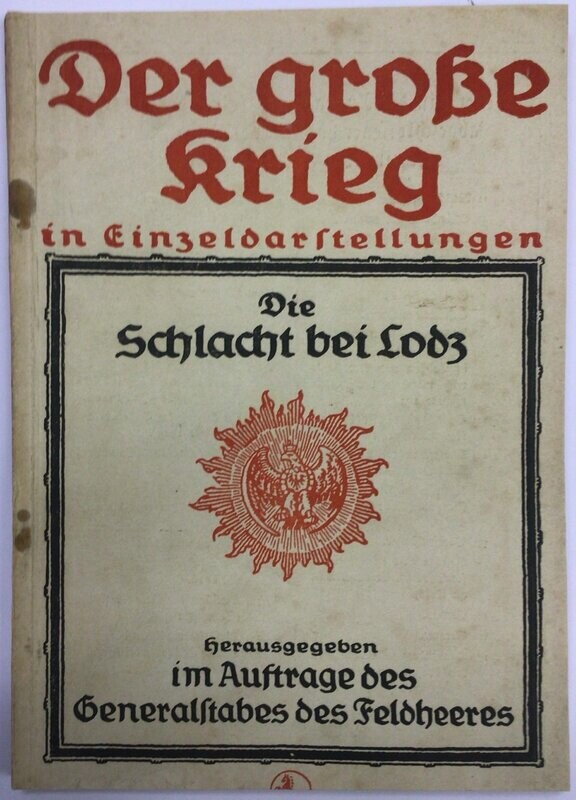 Der große
Krieg
in Einzeldarſtellungen
Die
Schlacht bei Lodz
Herausgegeben
im Auftrage des
Generalſtabes des Feldheeres